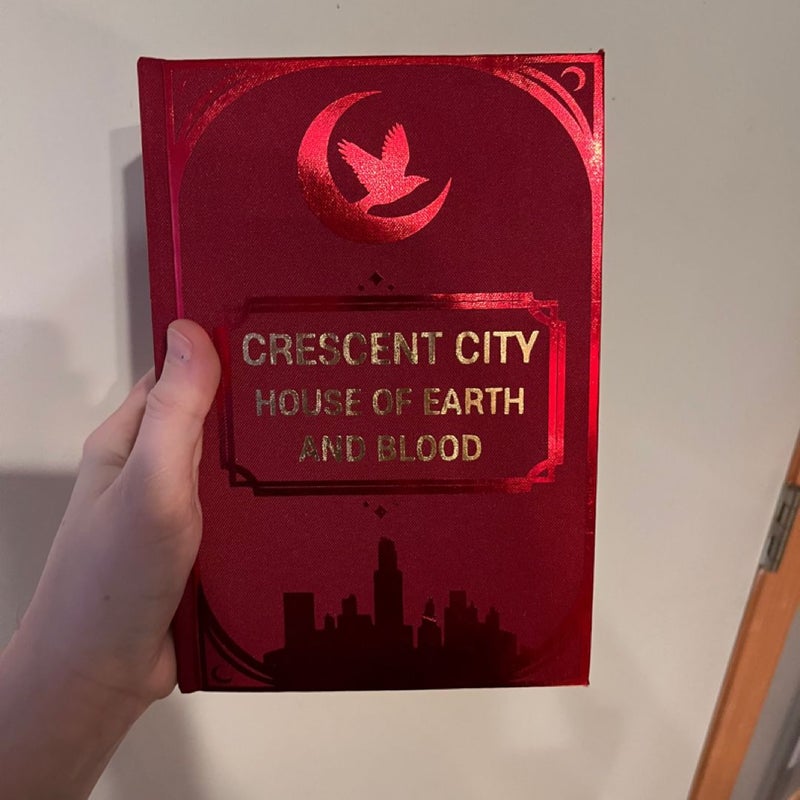 CRESCENT CITY
HOUSE OF EARTH
AND BLOOD